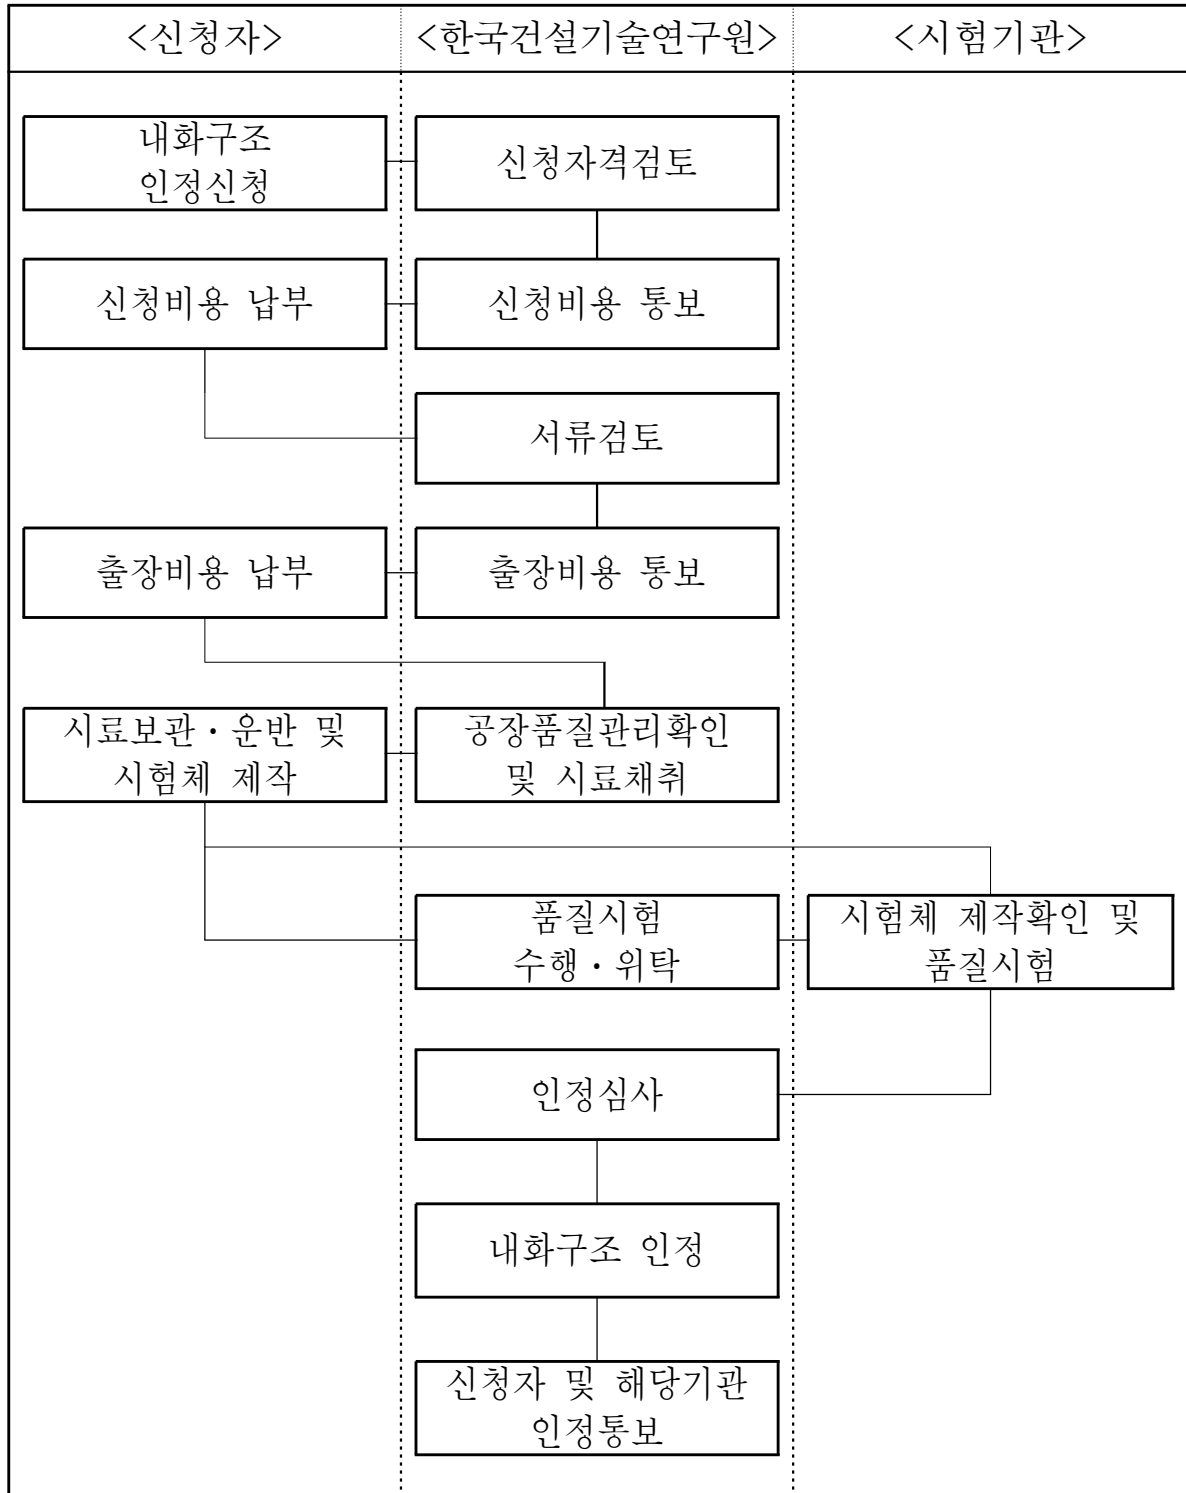 <신청자>
<한국건설기술연구원>
<시험기관>
내화구조
인정신청
신청자격검토
신청비용 납부
신청비용 통보
서류검토
출장비용 납부
출장비용 통보
시료보관・운반 및
시험체 제작
공장품질관리확인
및 시료채취
품질시험
수행・위탁
시험체 제작확인 및
품질시험
인정심사
내화구조 인정
신청자 및 해당기관
인정통보